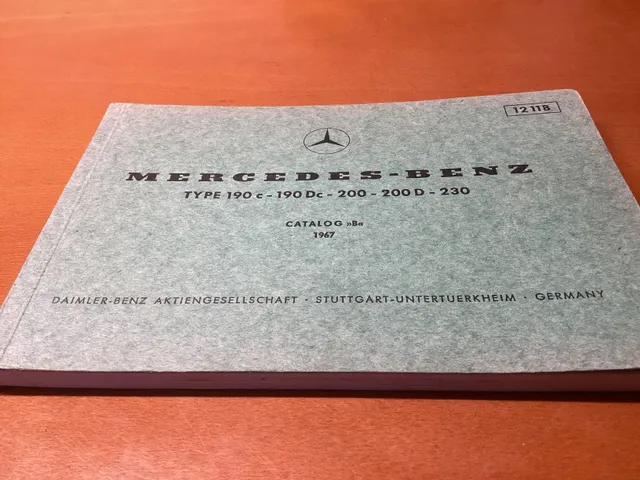 12 11 B
MERCEDES-BENZ
TYPE 190 c - 190 Dc - 200 - 200 D - 230
CATALOG »B«
1967
DAIMLER-BENZ AKTIENGESELLSCHAFT · STUTTGART-UNTERTUERKHEIM · GERMANY